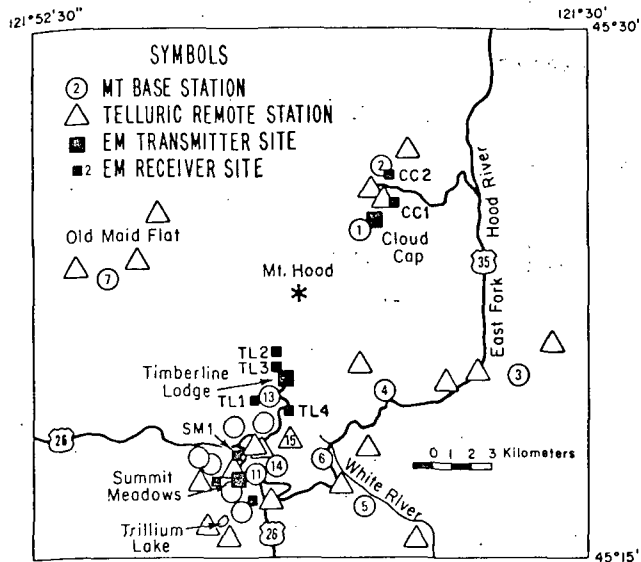 121°52'30"
121°30'
45°30'
SYMBOLS
2 MT BASE STATION
TELLURIC REMOTE STATION
EM TRANSMITTER SITE
2 EM RECEIVER SITE
2
CC2
CC1
1
Cloud
Cap
Hood River
35
East Fork
Old Maid Flat
7
Mt. Hood
TL2
TL3
Timberline
Lodge
TL1
13
TL4
4
3
26
SM1
15
14
11
6
Summit
Meadows
White River
5
0 1 2 3 Kilometers
Trillium
Lake
26
45°15'